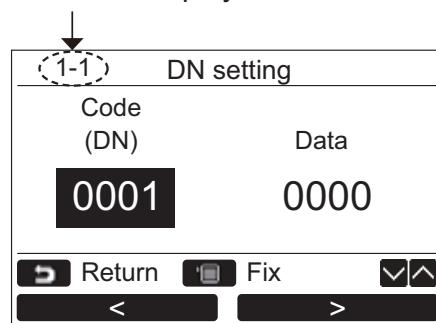 1-1 DN setting
Code
(DN) Data
0001 0000
Return Fix
< >